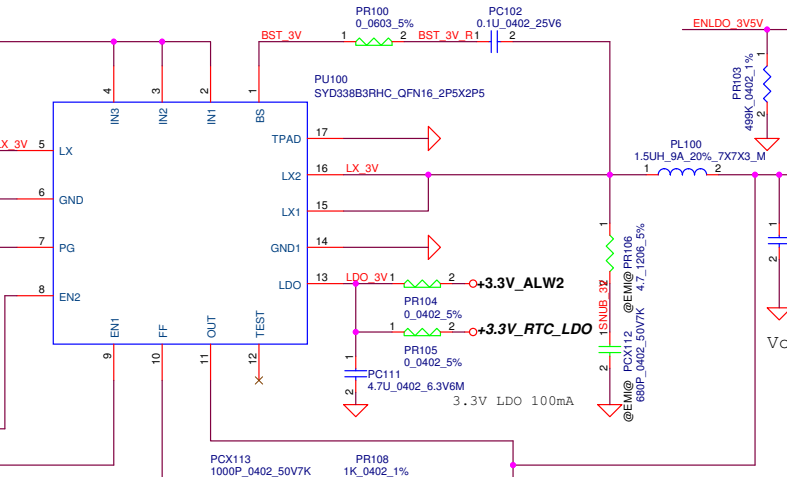 PR100
0_0603_5%
PC102
0.1U_0402_25V6
ENLDO_3V5V
BST_3V
1
2
BST_3V_R
1
2
PR103
499K_0402_1%
1
2
PU100
SYD338B3RHC_QFN16_2P5X2P5
4
3
2
1
IN3
IN2
IN1
BS
TPAD
17
LX_3V
5
LX
PL100
1.5UH_9A_20%_7X7X3_M
1
2
LX2
16
LX_3V
6
GND
LX1
15
7
PG
GND1
14
8
EN2
LDO
13
LDO_3V
1
2
+3.3V_ALW2
PR104
0_0402_5%
1
2
+3.3V_RTC_LDO
PR105
0_0402_5%
EN1
FF
OUT
TEST
9
10
11
12
1
2
PC111
4.7U_0402_6.3V6M
3.3V LDO 100mA
1
2
@EMI@ PR106
4.7_1206_5%
SNUB_3V
1
2
@EMI@ PCX112
680P_0402_50V7K
1
2
PCX113
1000P_0402_50V7K
PR108
1K_0402_1%